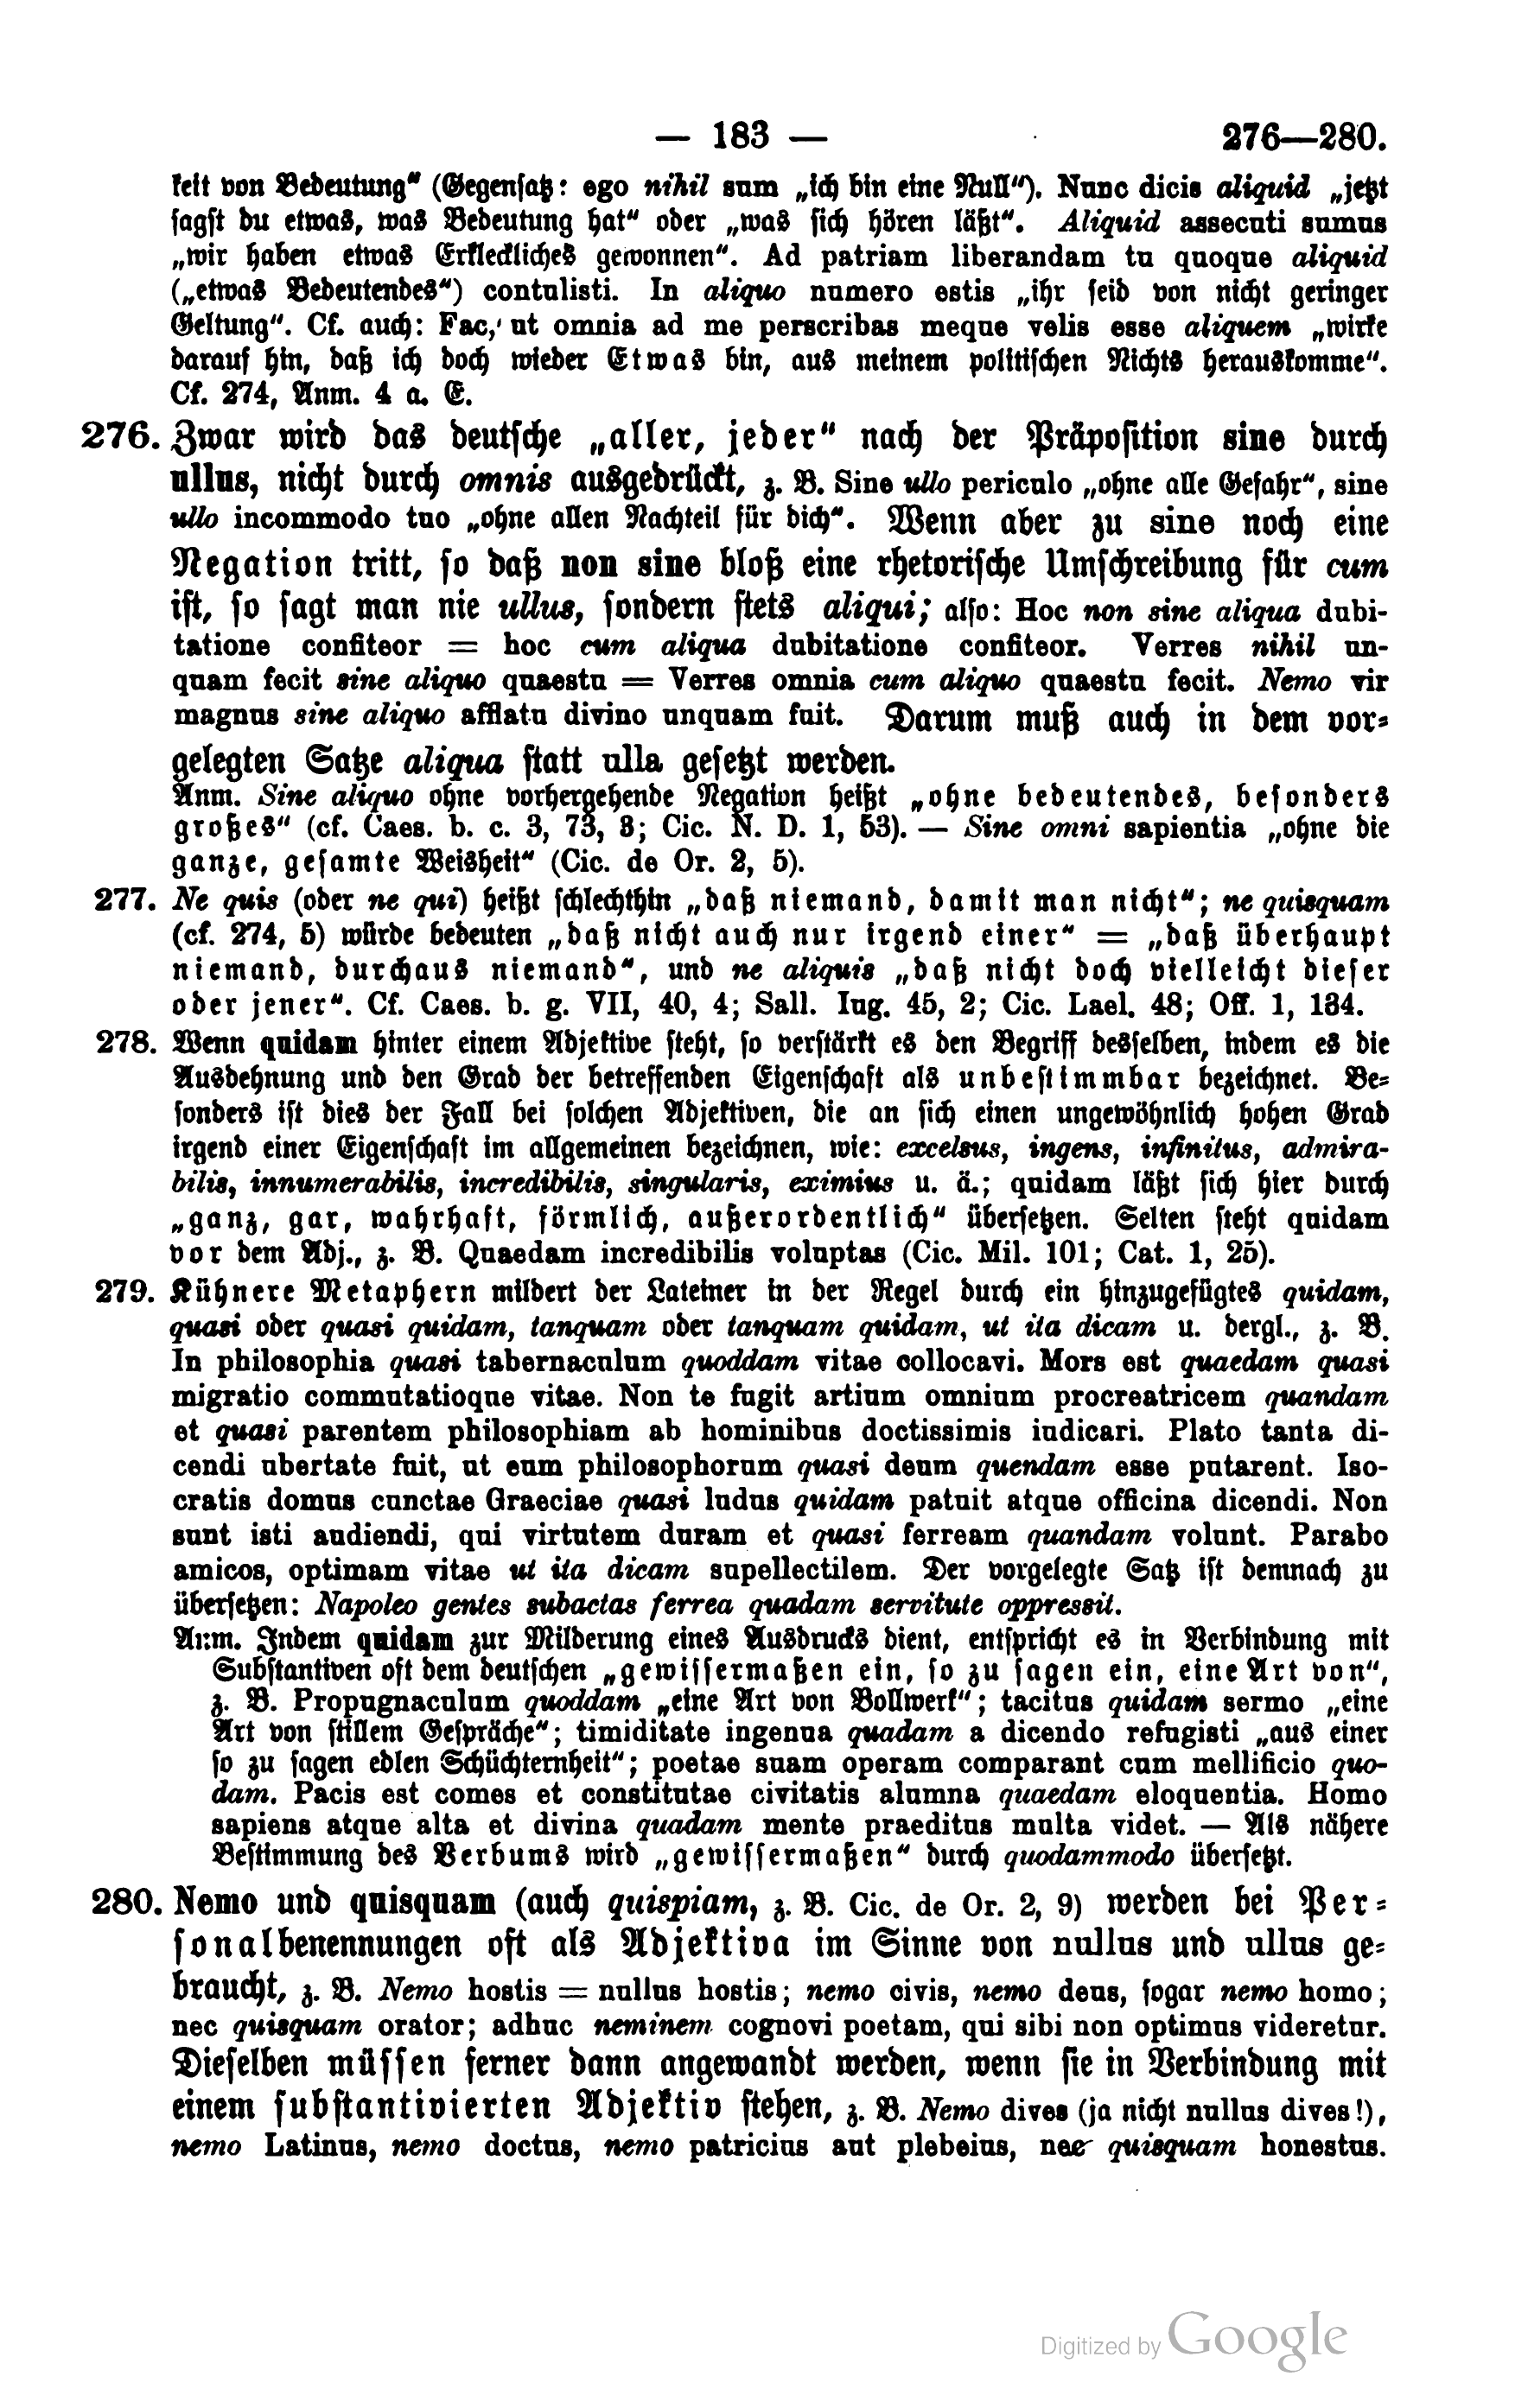 — 183 — 276—280.
keit von Bedeutung“ (Gegensatz: ego nihil sum „ich bin eine Null“). Nunc dicis aliquid „jetzt
sagst du etwas, was Bedeutung hat“ oder „was sich hören läßt“. Aliquid assecuti sumus
„wir haben etwas Erkleckliches gewonnen“. Ad patriam liberandam tu quoque aliquid
(„etwas Bedeutendes“) contulisti. In aliquo numero estis „ihr seid von nicht geringer
Geltung“. Cf. auch: Fac, ut omnia ad me perscribas meque velis esse aliquem „wirke
darauf hin, daß ich doch wieder Etwas bin, aus meinem politischen Nichts herauskomme“.
Cf. 274, Anm. 4 a. E.
276. Zwar wird das deutsche „aller, jeder“ nach der Präposition sine durch
ullus, nicht durch omnis ausgedrückt, z. B. Sine ullo periculo „ohne alle Gefahr“, sine
ullo incommodo tuo „ohne allen Nachteil für dich“. Wenn aber zu sine noch eine
Negation tritt, so daß non sine bloß eine rhetorische Umschreibung für cum
ist, so sagt man nie ullus, sondern stets aliqui; also: Hoc non sine aliqua dubi-
tatione confiteor = hoc cum aliqua dubitatione confiteor. Verres nihil un-
quam fecit sine aliquo quaestu = Verres omnia cum aliquo quaestu fecit. Nemo vir
magnus sine aliquo afflatu divino unquam fuit. Darum muß auch in dem vor-
gelegten Satze aliqua statt ulla gesetzt werden.
Anm. Sine aliquo ohne vorhergehende Negation heißt „ohne bedeutendes, besonders
großes“ (cf. Caes. b. c. 3, 73, 3; Cic. N. D. 1, 53). — Sine omni sapientia „ohne die
ganze, gesamte Weisheit“ (Cic. de Or. 2, 5).
277. Ne quis (oder ne qui) heißt schlechthin „daß niemand, damit man nicht“; ne quisquam
(cf. 274, 5) würde bedeuten „daß nicht auch nur irgend einer“ = „daß überhaupt
niemand, durchaus niemand“, und ne aliquis „daß nicht doch vielleicht dieser
oder jener“. Cf. Caes. b. g. VII, 40, 4; Sall. Iug. 45, 2; Cic. Lael. 48; Off. 1, 134.
278. Wenn quidam hinter einem Adjektive steht, so verstärkt es den Begriff desselben, indem es die
Ausdehnung und den Grad der betreffenden Eigenschaft als unbestimmbar bezeichnet. Be-
sonders ist dies der Fall bei solchen Adjektiven, die an sich einen ungewöhnlich hohen Grad
irgend einer Eigenschaft im allgemeinen bezeichnen, wie: excelsus, ingens, infinitus, admira-
bilis, innumerabilis, incredibilis, singularis, eximius u. ä.; quidam läßt sich hier durch
„ganz, gar, wahrhaft, förmlich, außerordentlich“ übersetzen. Selten steht quidam
vor dem Adj., z. B. Quaedam incredibilis voluptas (Cic. Mil. 101; Cat. 1, 25).
279. Kühnere Metaphern mildert der Lateiner in der Regel durch ein hinzugefügtes quidam,
quasi oder quasi quidam, tanquam oder tanquam quidam, ut ita dicam u. dergl., z. B.
In philosophia quasi tabernaculum quoddam vitae collocavi. Mors est quaedam quasi
migratio commutatioque vitae. Non te fugit artium omnium procreatricem quandam
et quasi parentem philosophiam ab hominibus doctissimis iudicari. Plato tanta di-
cendi ubertate fuit, ut eum philosophorum quasi deum quendam esse putarent. Iso-
cratis domus cunctae Graeciae quasi ludus quidam patuit atque officina dicendi. Non
sunt isti audiendi, qui virtutem duram et quasi ferream quandam volunt. Parabo
amicos, optimam vitae ut ita dicam supellectilem. Der vorgelegte Satz ist demnach zu
übersetzen: Napoleo gentes subactas ferrea quadam servitute oppressit.
Anm. Indem quidam zur Milderung eines Ausdrucks dient, entspricht es in Verbindung mit
Substantiven oft dem deutschen „gewissermaßen ein, so zu sagen ein, eine Art von“,
z. B. Propugnaculum quoddam „eine Art von Bollwerk“; tacitus quidam sermo „eine
Art von stillem Gespräche“; timiditate ingenua quadam a dicendo refugisti „aus einer
so zu sagen edlen Schüchternheit“; poetae suam operam comparant cum mellificio quo-
dam. Pacis est comes et constitutae civitatis alumna quaedam eloquentia. Homo
sapiens atque alta et divina quadam mente praeditus multa videt. — Als nähere
Bestimmung des Verbums wird „gewissermaßen“ durch quodammodo übersetzt.
280. Nemo und quisquam (auch quispiam, z. B. Cic. de Or. 2, 9) werden bei Per-
sonalbenennungen oft als Adjektiva im Sinne von nullus und ullus ge-
braucht, z. B. Nemo hostis = nullus hostis; nemo civis, nemo deus, sogar nemo homo;
nec quisquam orator; adhuc neminem cognovi poetam, qui sibi non optimus videretur.
Dieselben müssen ferner dann angewandt werden, wenn sie in Verbindung mit
einem substantivierten Adjektiv stehen, z. B. Nemo dives (ja nicht nullus dives!),
nemo Latinus, nemo doctus, nemo patricius aut plebeius, nec quisquam honestus.
Digitized by Google